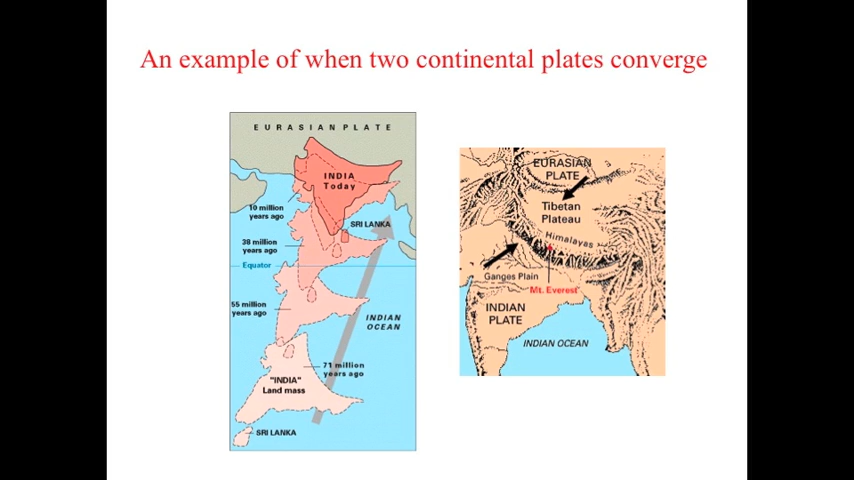 An example of when two continental plates converge
EURASIAN PLATE
INDIA
Today
10 million
years ago
SRI LANKA
38 million
years ago
Equator
55 million
years ago
INDIAN
OCEAN
71 million
years ago
"INDIA"
Land mass
SRI LANKA
EURASIAN
PLATE
Tibetan
Plateau
Himalayas
Ganges Plain
Mt. Everest
INDIAN
PLATE
INDIAN OCEAN